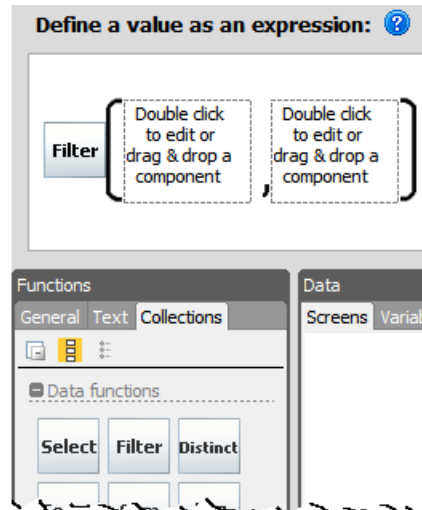 Define a value as an expression: ?
Filter
Double click
to edit or
drag & drop a
component
,
Double click
to edit or
drag & drop a
component
Functions
Data
General Text Collections
Screens
Data functions
Select Filter Distinct